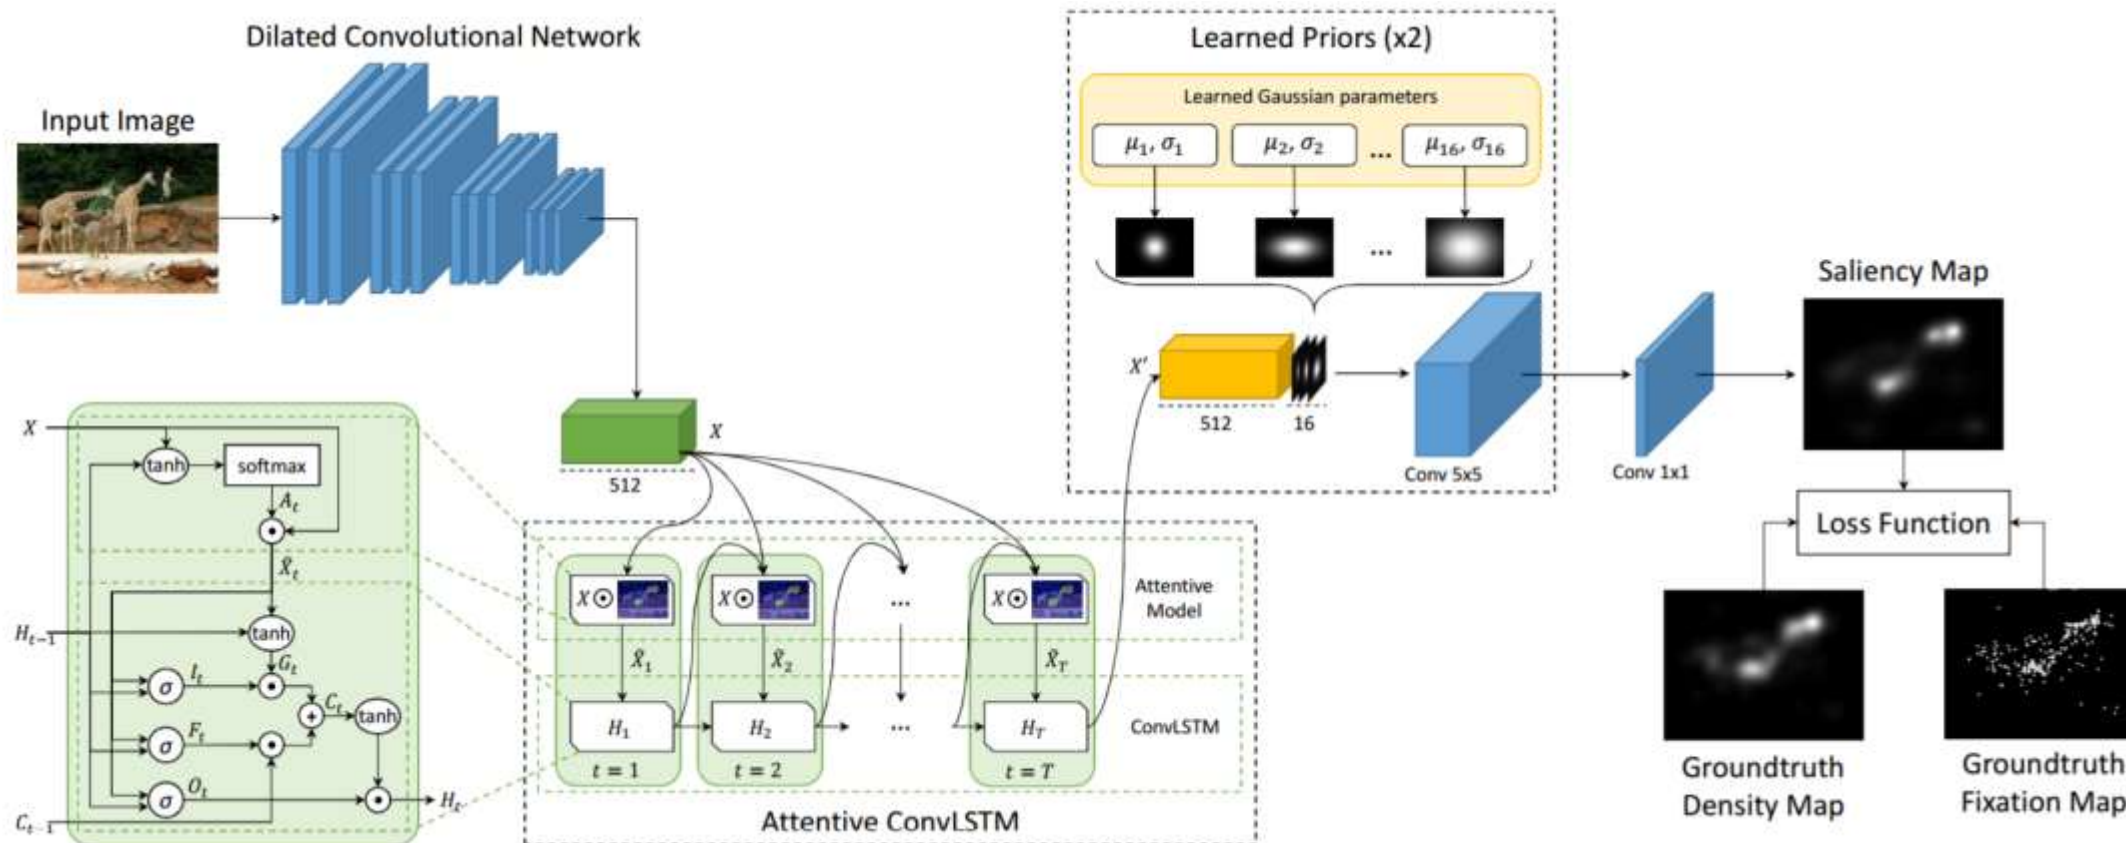 Dilated Convolutional Network
Input Image
Learned Priors (x2)
Learned Gaussian parameters
μ₁, σ₁
μ₂, σ₂
...
μ₁₆, σ₁₆
...
X'
512
16
Conv 5x5
Conv 1x1
Saliency Map
Loss Function
Groundtruth
Density Map
Groundtruth
Fixation Map
X
512
X
tanh
softmax
Aₜ
X̃ₜ
Hₜ₋₁
tanh
Gₜ
σ
Iₜ
Cₜ
tanh
σ
Fₜ
σ
Oₜ
Hₜ
Cₜ₋₁
X
X
...
X
Attentive
Model
X̃₁
X̃₂
X̃_T
H₁
H₂
...
H_T
ConvLSTM
t = 1
t = 2
t = T
Attentive ConvLSTM